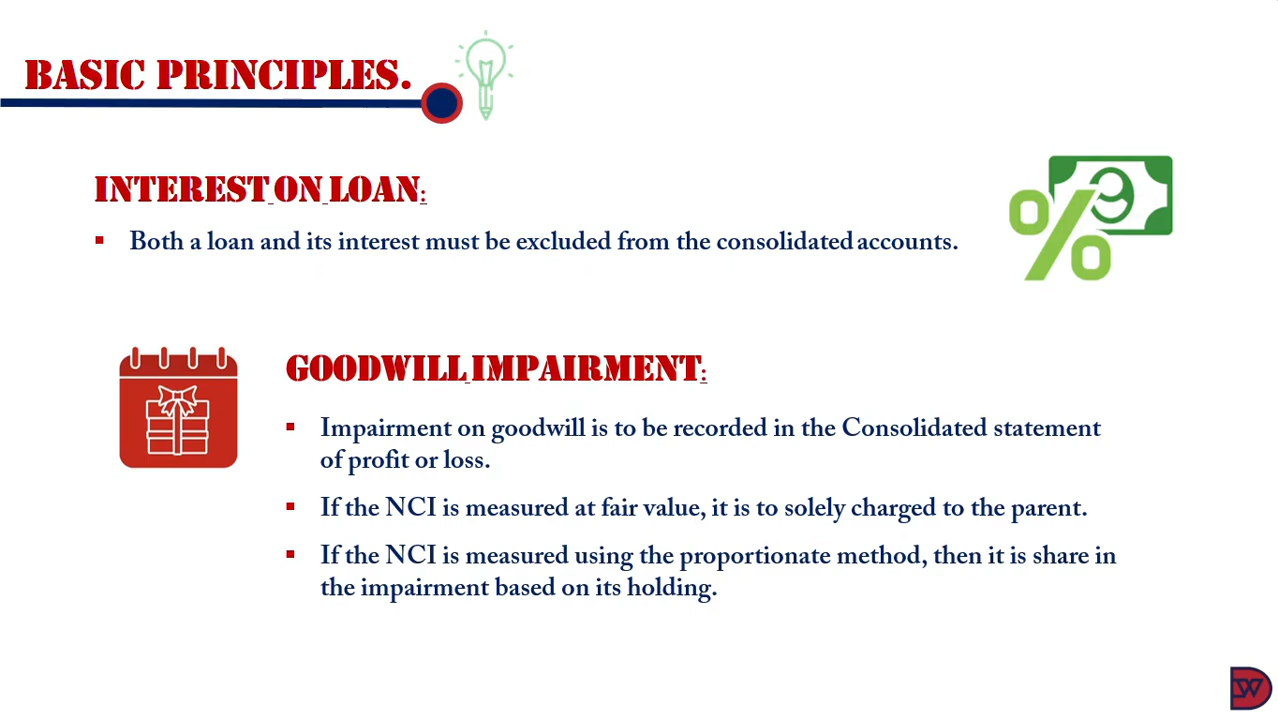 BASIC PRINCIPLES.
INTEREST ON LOAN:
▪ Both a loan and its interest must be excluded from the consolidated accounts.
GOODWILL IMPAIRMENT:
▪ Impairment on goodwill is to be recorded in the Consolidated statement
of profit or loss.
▪ If the NCI is measured at fair value, it is to solely charged to the parent.
▪ If the NCI is measured using the proportionate method, then it is share in
the impairment based on its holding.
DW